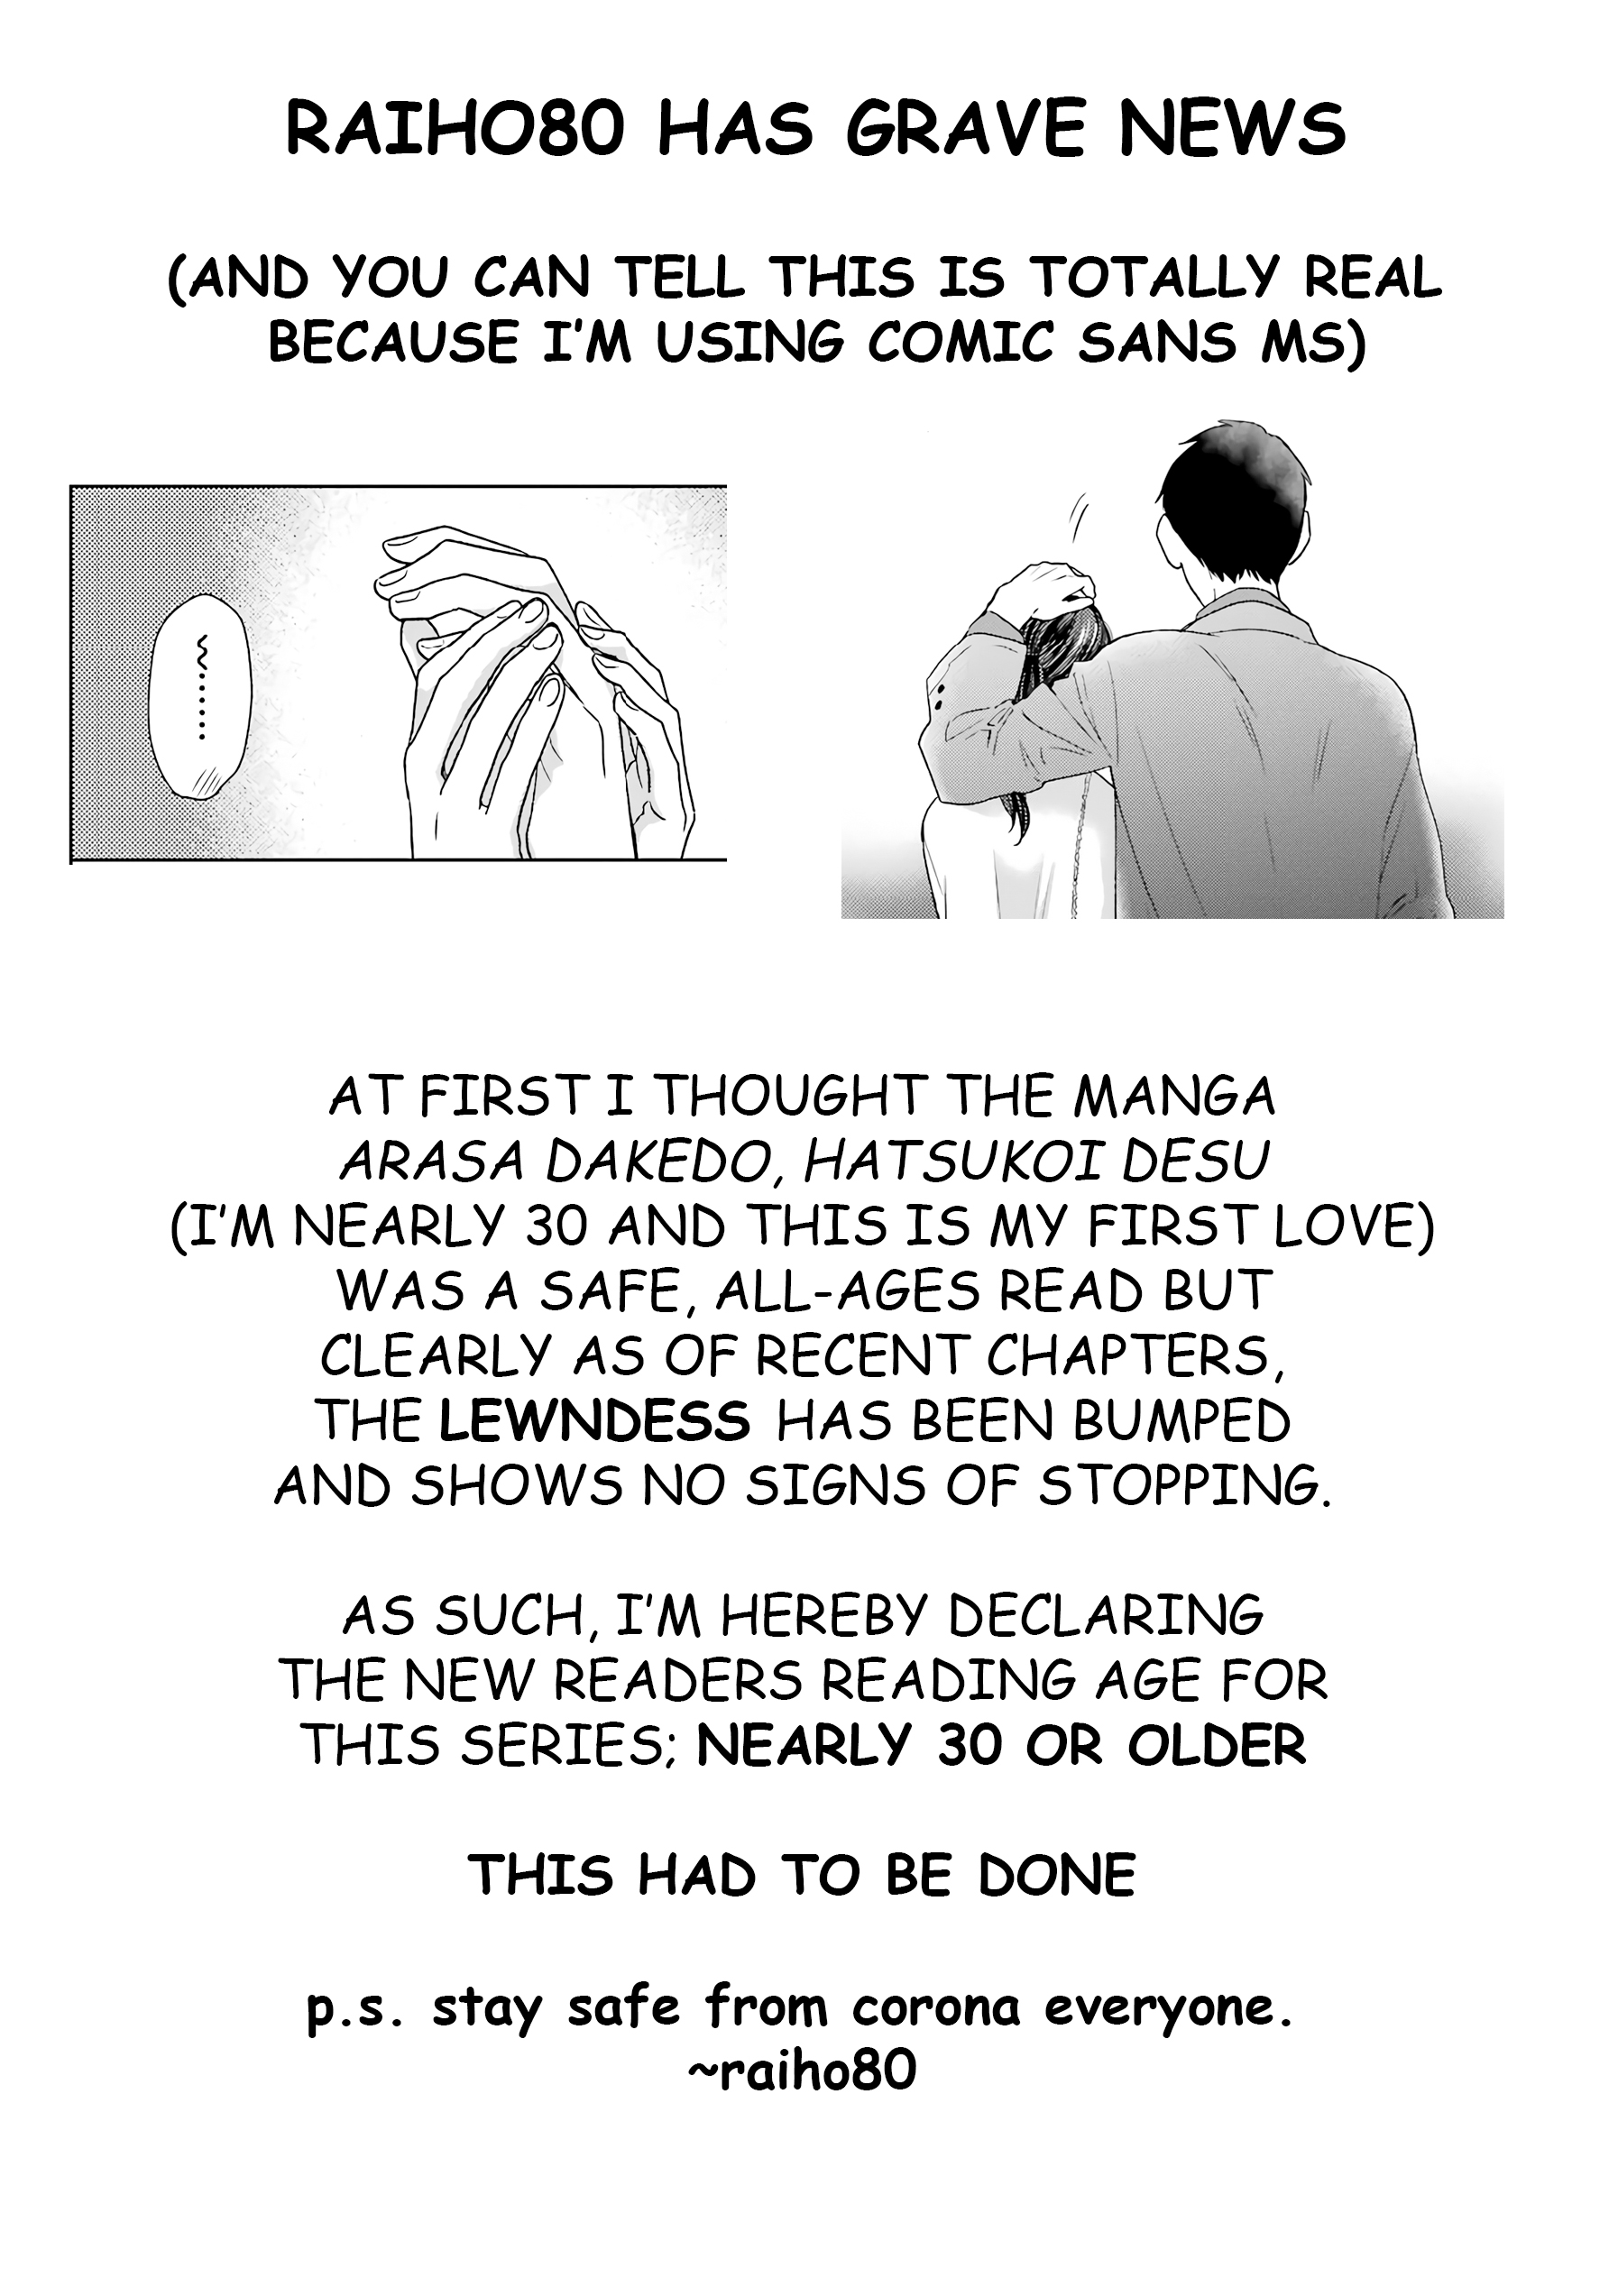 RAIHO80 HAS GRAVE NEWS
(AND YOU CAN TELL THIS IS TOTALLY REAL
BECAUSE I'M USING COMIC SANS MS)
AT FIRST I THOUGHT THE MANGA
ARASA DAKEDO, HATSUKOI DESU
(I'M NEARLY 30 AND THIS IS MY FIRST LOVE)
WAS A SAFE, ALL-AGES READ BUT
CLEARLY AS OF RECENT CHAPTERS,
THE LEWNDESS HAS BEEN BUMPED
AND SHOWS NO SIGNS OF STOPPING.
AS SUCH, I'M HEREBY DECLARING
THE NEW READERS READING AGE FOR
THIS SERIES; NEARLY 30 OR OLDER
THIS HAD TO BE DONE
p.s. stay safe from corona everyone.
~raiho80